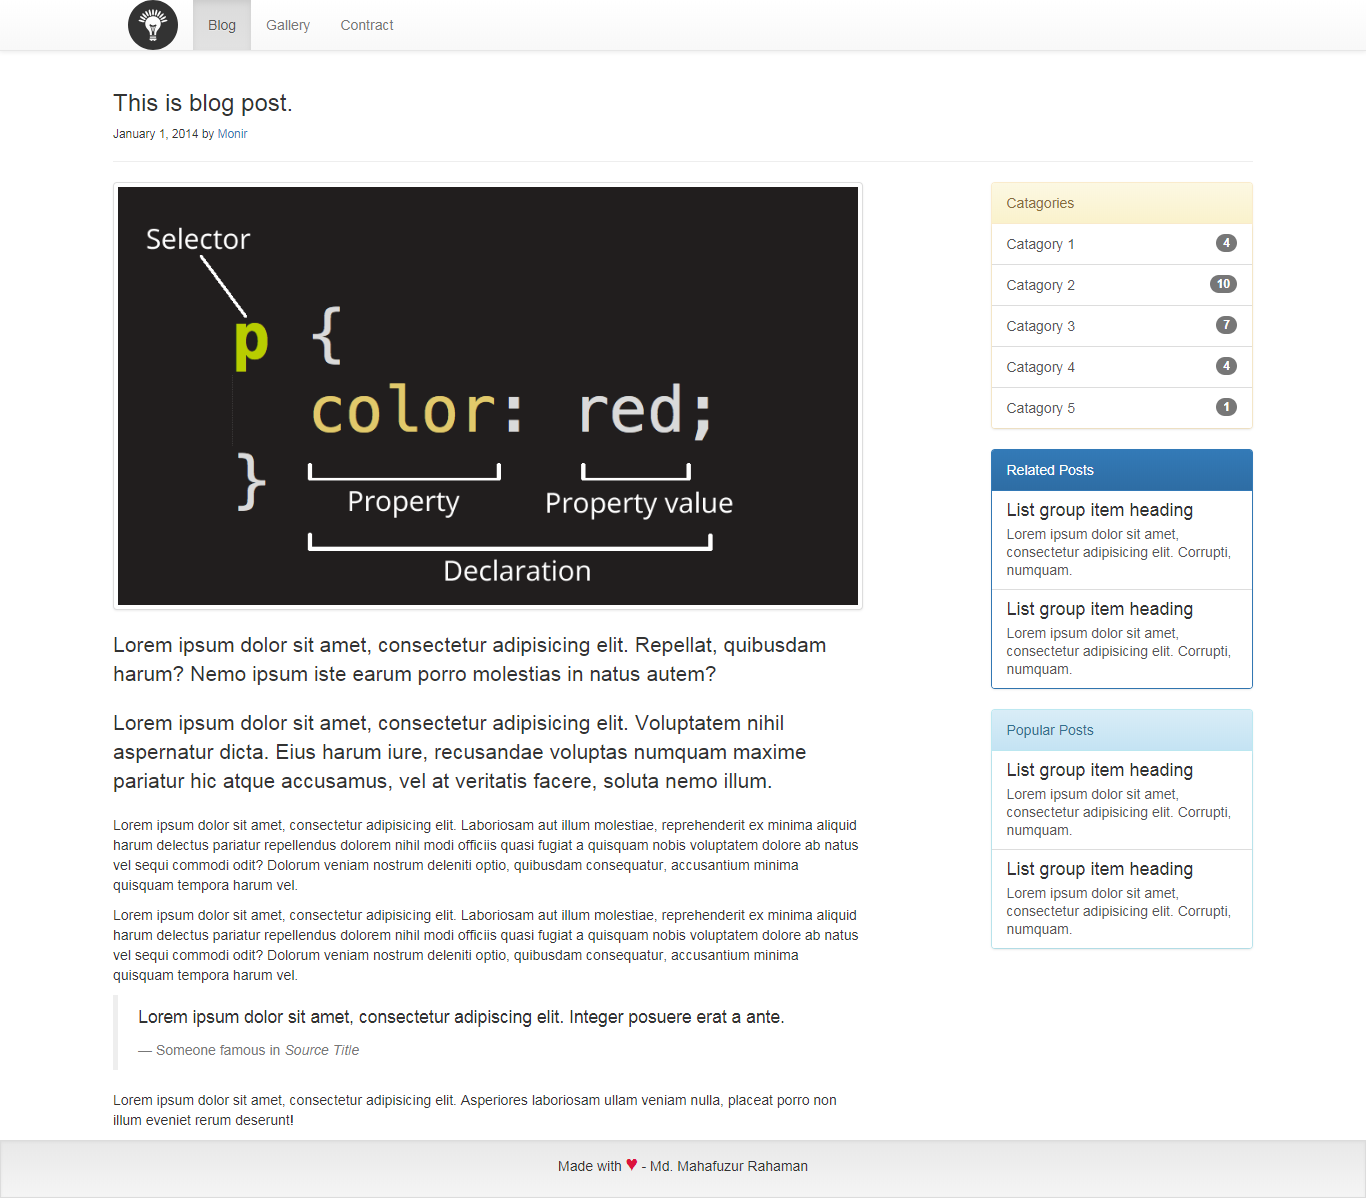 Blog Gallery Contract
This is blog post.
January 1, 2014 by Monir
Selector
p {
color: red;
}
Property Property value
Declaration
Lorem ipsum dolor sit amet, consectetur adipisicing elit. Repellat, quibusdam
harum? Nemo ipsum iste earum porro molestias in natus autem?
Lorem ipsum dolor sit amet, consectetur adipisicing elit. Voluptatem nihil
aspernatur dicta. Eius harum iure, recusandae voluptas numquam maxime
pariatur hic atque accusamus, vel at veritatis facere, soluta nemo illum.
Lorem ipsum dolor sit amet, consectetur adipisicing elit. Laboriosam aut illum molestiae, reprehenderit ex minima aliquid
harum delectus pariatur repellendus dolorem nihil modi officiis quasi fugiat a quisquam nobis voluptatem dolore ab natus
vel sequi commodi odit? Dolorum veniam nostrum deleniti optio, quibusdam consequatur, accusantium minima
quisquam tempora harum vel.
Lorem ipsum dolor sit amet, consectetur adipisicing elit. Laboriosam aut illum molestiae, reprehenderit ex minima aliquid
harum delectus pariatur repellendus dolorem nihil modi officiis quasi fugiat a quisquam nobis voluptatem dolore ab natus
vel sequi commodi odit? Dolorum veniam nostrum deleniti optio, quibusdam consequatur, accusantium minima
quisquam tempora harum vel.
Lorem ipsum dolor sit amet, consectetur adipiscing elit. Integer posuere erat a ante.
— Someone famous in Source Title
Lorem ipsum dolor sit amet, consectetur adipisicing elit. Asperiores laboriosam ullam veniam nulla, placeat porro non
illum eveniet rerum deserunt!
Catagories
Catagory 1 4
Catagory 2 10
Catagory 3 7
Catagory 4 4
Catagory 5 1
Related Posts
List group item heading
Lorem ipsum dolor sit amet,
consectetur adipisicing elit. Corrupti,
numquam.
List group item heading
Lorem ipsum dolor sit amet,
consectetur adipisicing elit. Corrupti,
numquam.
Popular Posts
List group item heading
Lorem ipsum dolor sit amet,
consectetur adipisicing elit. Corrupti,
numquam.
List group item heading
Lorem ipsum dolor sit amet,
consectetur adipisicing elit. Corrupti,
numquam.
Made with ♥ - Md. Mahafuzur Rahaman